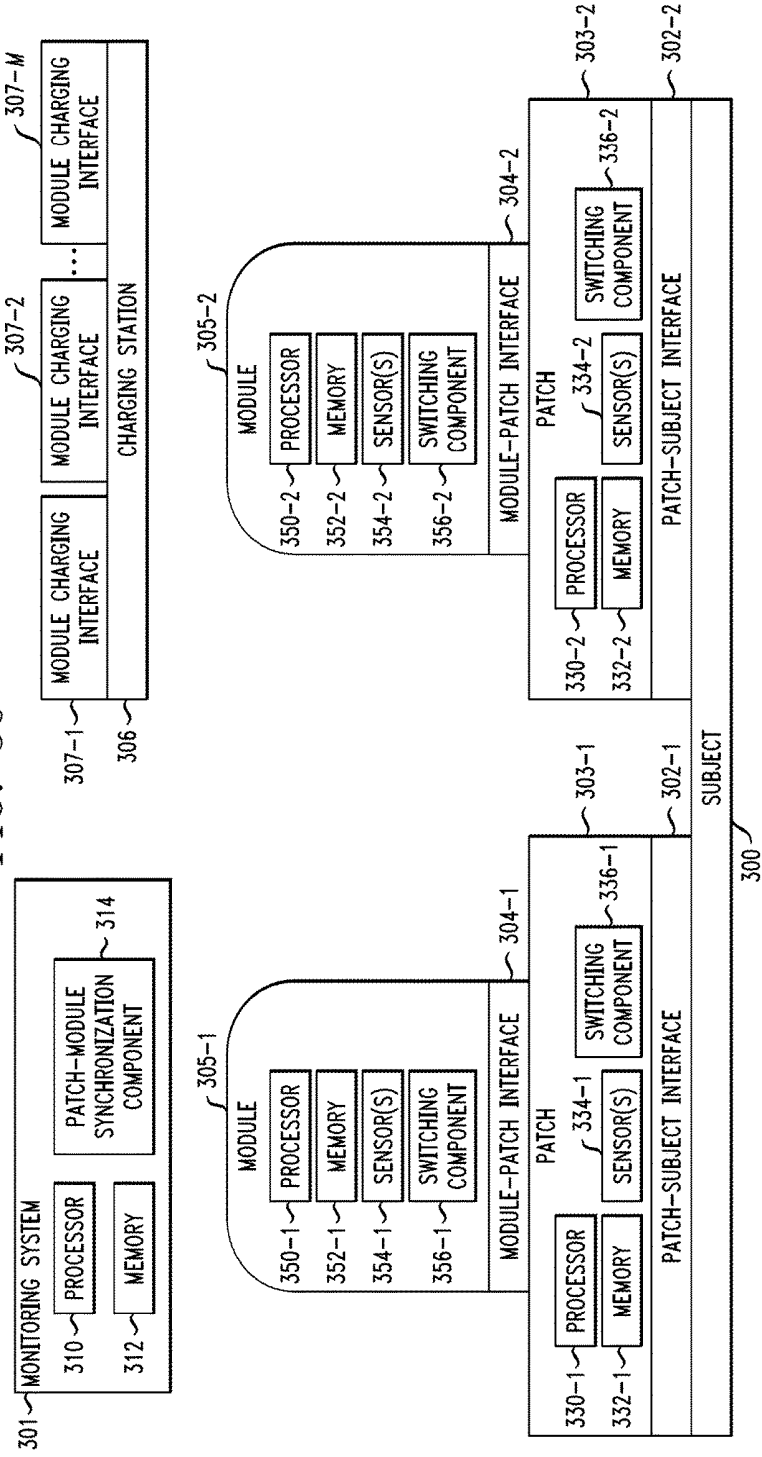 301
MONITORING SYSTEM
310
PROCESSOR
312
MEMORY
PATCH-MODULE
SYNCHRONIZATION
COMPONENT
314
307-1
MODULE CHARGING
INTERFACE
307-2
MODULE CHARGING
INTERFACE
...
307-M
MODULE CHARGING
INTERFACE
306
CHARGING STATION
305-1
MODULE
350-1
PROCESSOR
352-1
MEMORY
354-1
SENSOR(S)
356-1
SWITCHING
COMPONENT
MODULE-PATCH INTERFACE
304-1
PATCH
303-1
330-1
PROCESSOR
332-1
MEMORY
334-1
SENSOR(S)
336-1
SWITCHING
COMPONENT
PATCH-SUBJECT INTERFACE
302-1
305-2
MODULE
350-2
PROCESSOR
352-2
MEMORY
354-2
SENSOR(S)
356-2
SWITCHING
COMPONENT
MODULE-PATCH INTERFACE
304-2
PATCH
303-2
330-2
PROCESSOR
332-2
MEMORY
334-2
SENSOR(S)
336-2
SWITCHING
COMPONENT
PATCH-SUBJECT INTERFACE
302-2
SUBJECT
300